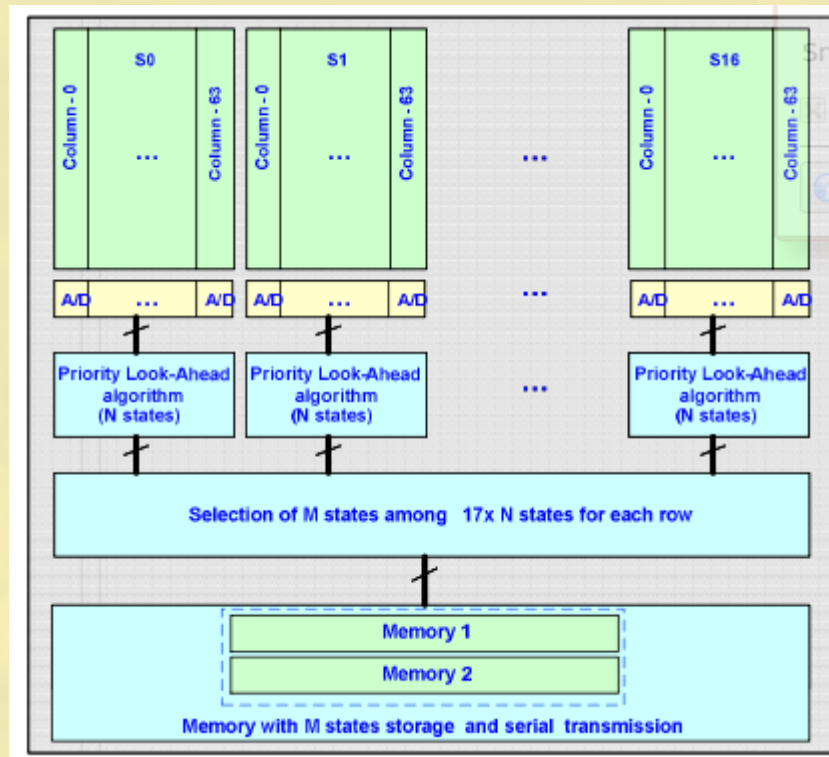 S0
S1
S16
Column - 0
Column - 63
Column - 0
Column - 63
Column - 0
Column - 63
...
...
...
...
A/D ... A/D
A/D ... A/D
...
A/D ... A/D
Priority Look-Ahead
algorithm
(N states)
Priority Look-Ahead
algorithm
(N states)
...
Priority Look-Ahead
algorithm
(N states)
Selection of M states among 17x N states for each row
Memory 1
Memory 2
Memory with M states storage and serial transmission